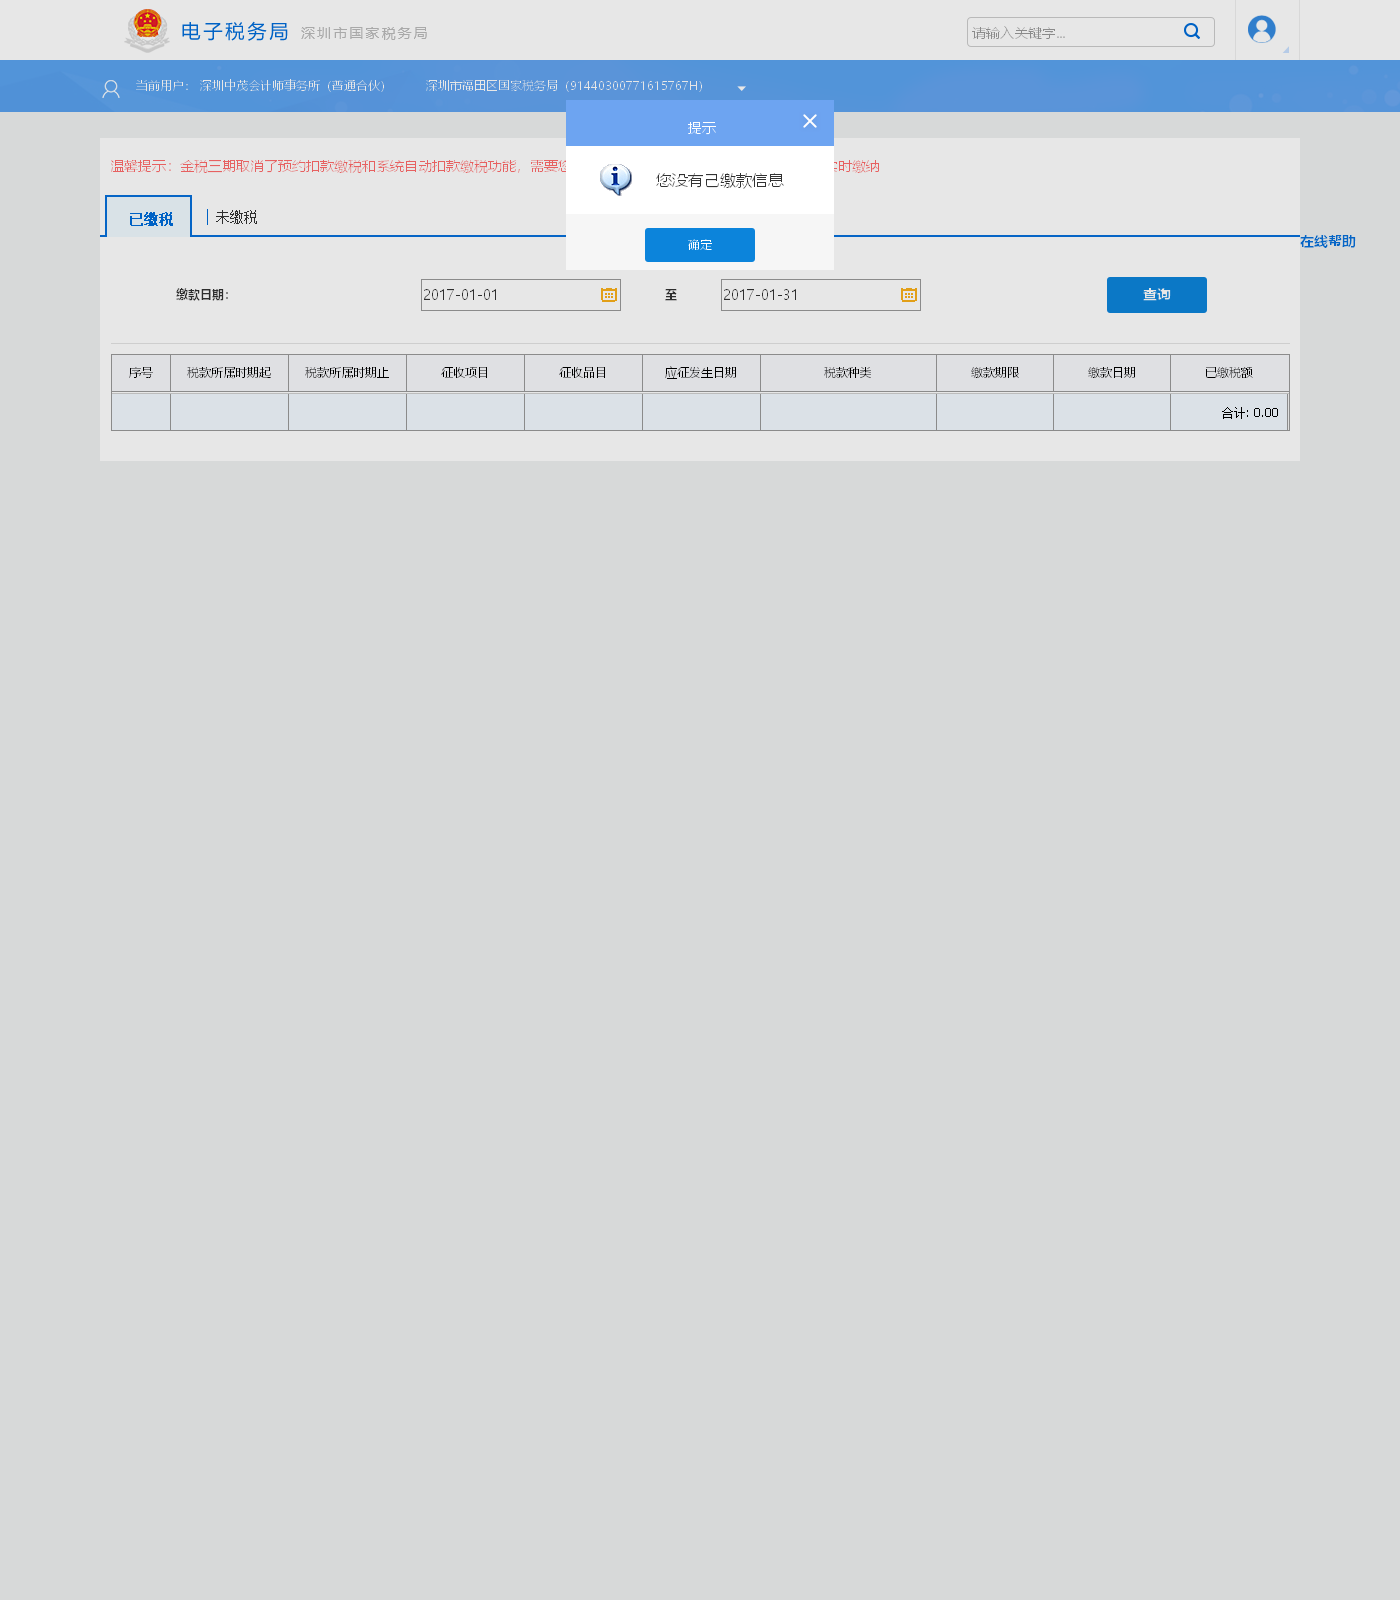 电子税务局 深圳市国家税务局
请输入关键字...
当前用户： 深圳中茂会计师事务所（普通合伙） 深圳市福田区国家税务局（91440300771615767H）
提示
温馨提示：金税三期取消了预约扣款缴税和系统自动扣款缴税功能，需要您
时缴纳
您没有己缴款信息
确定
已缴税
未缴税
在线帮助
缴款日期： 2017-01-01 至 2017-01-31 查询
序号 税款所属时期起 税款所属时期止 征收项目 征收品目 应征发生日期 税款种类 缴款期限 缴款日期 已缴税额
合计: 0.00